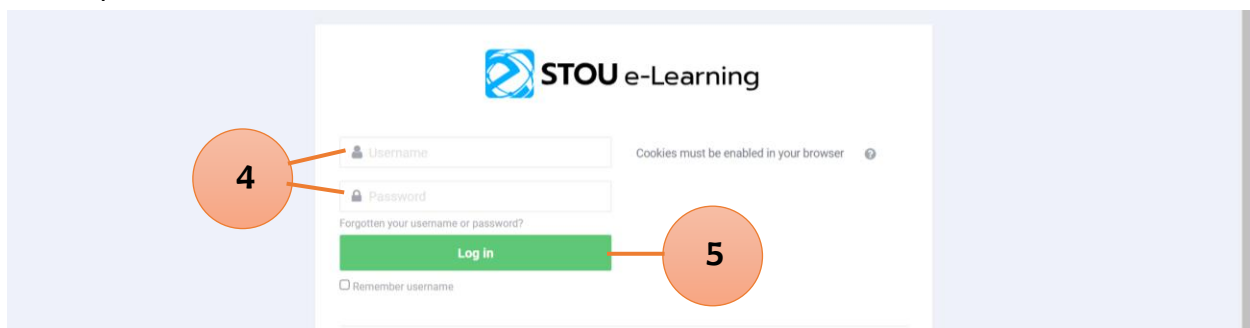 STOU e-Learning
Username
Cookies must be enabled in your browser
4
Password
Forgotten your username or password?
Log in
5
Remember username